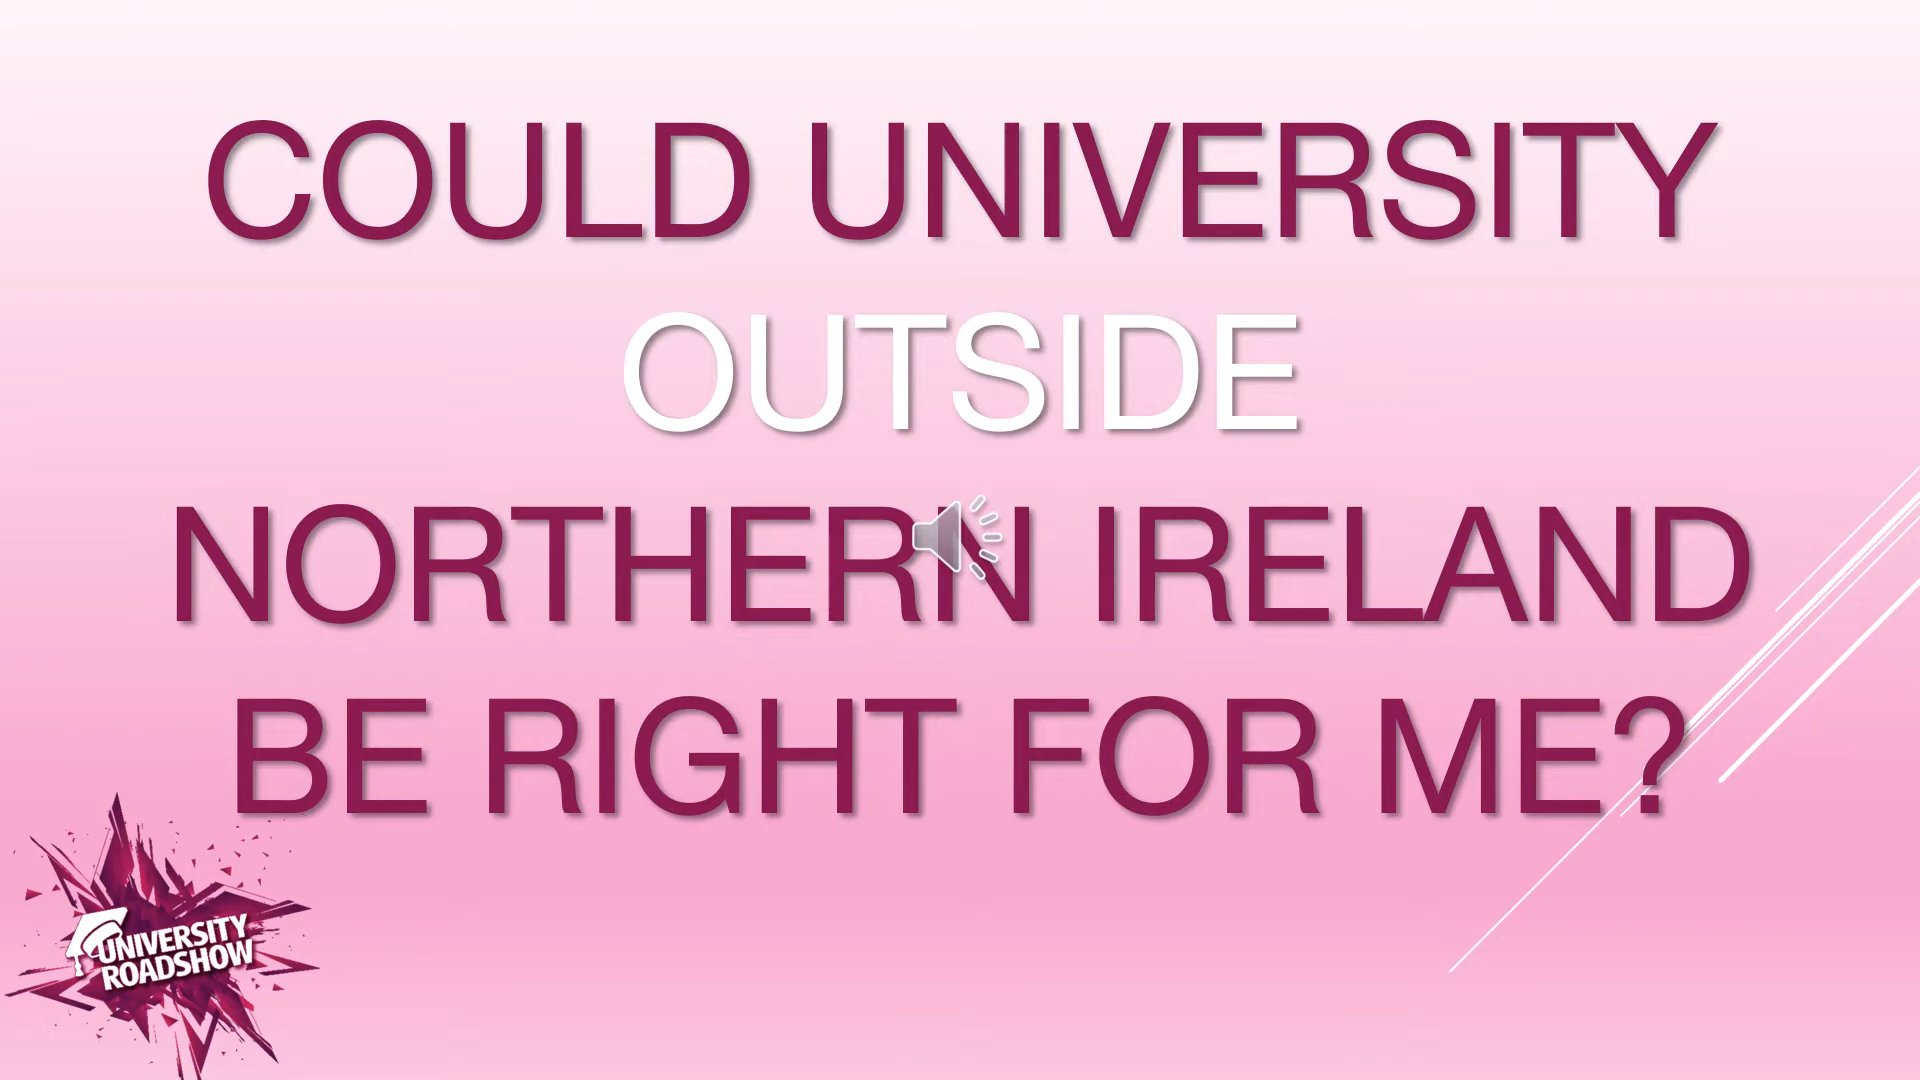 COULD UNIVERSITY
OUTSIDE
NORTHERN IRELAND
BE RIGHT FOR ME?
UNIVERSITY
ROADSHOW